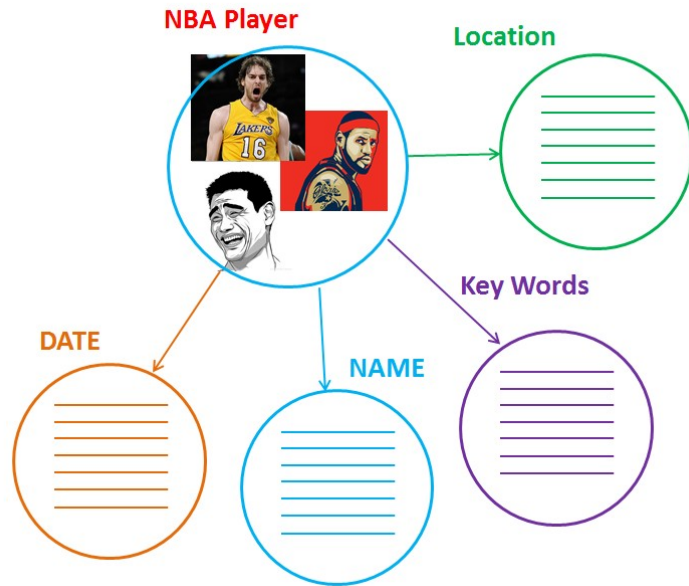 NBA Player
Location
LAKERS
16
Key Words
DATE
NAME